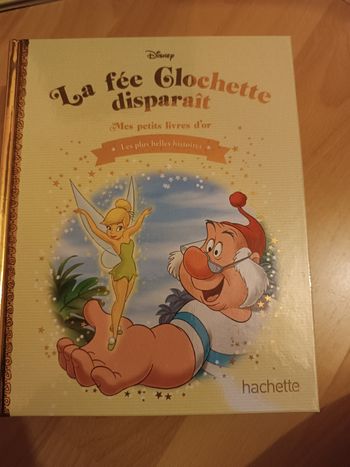 Disney
La fée Clochette
disparaît
Mes petits livres d'or
Les plus belles histoires
hachette